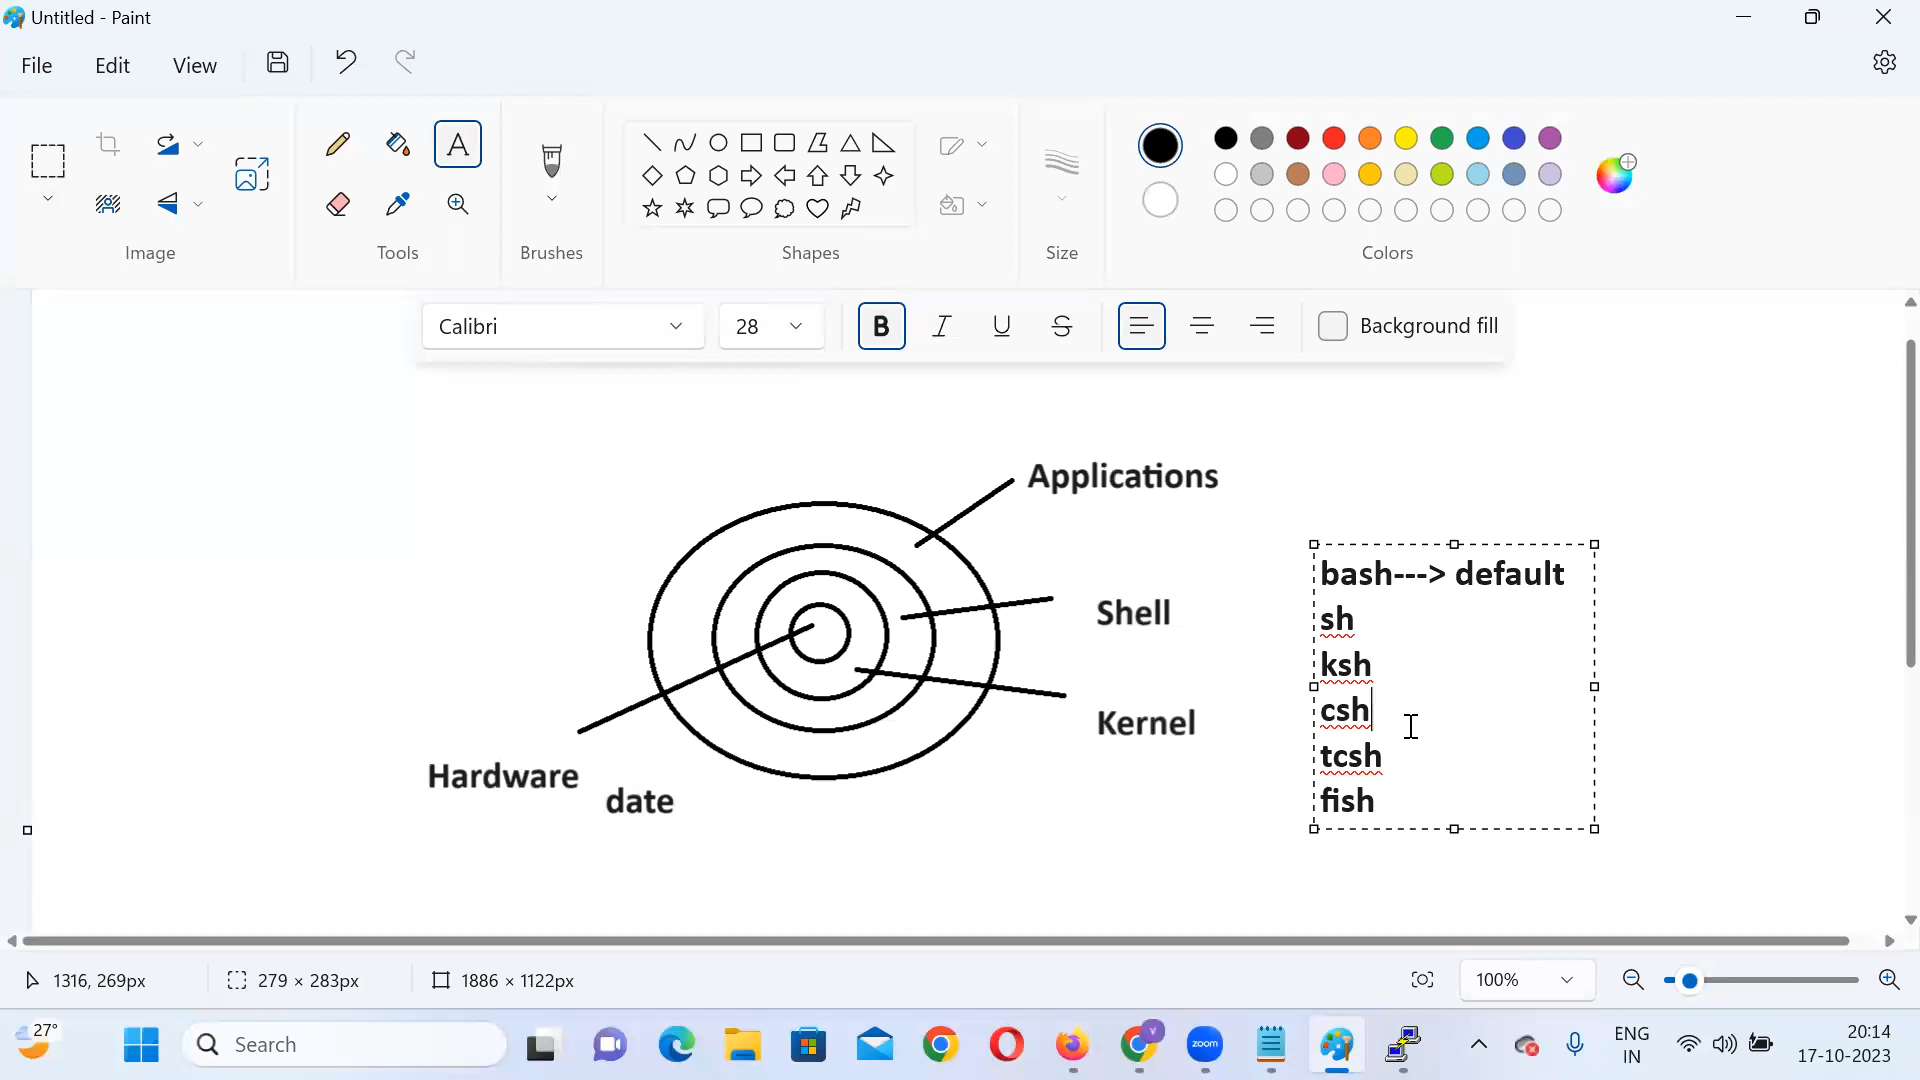 Untitled - Paint
File Edit View
Image Tools Brushes Shapes Size Colors
Calibri 28 B I U S Background fill
Applications
Shell
Kernel
Hardware
date
bash---> default
sh
ksh
csh
tcsh
fish
1316, 269px 279 × 283px 1886 × 1122px 100%
27° Search zoom ENG IN 20:14 17-10-2023